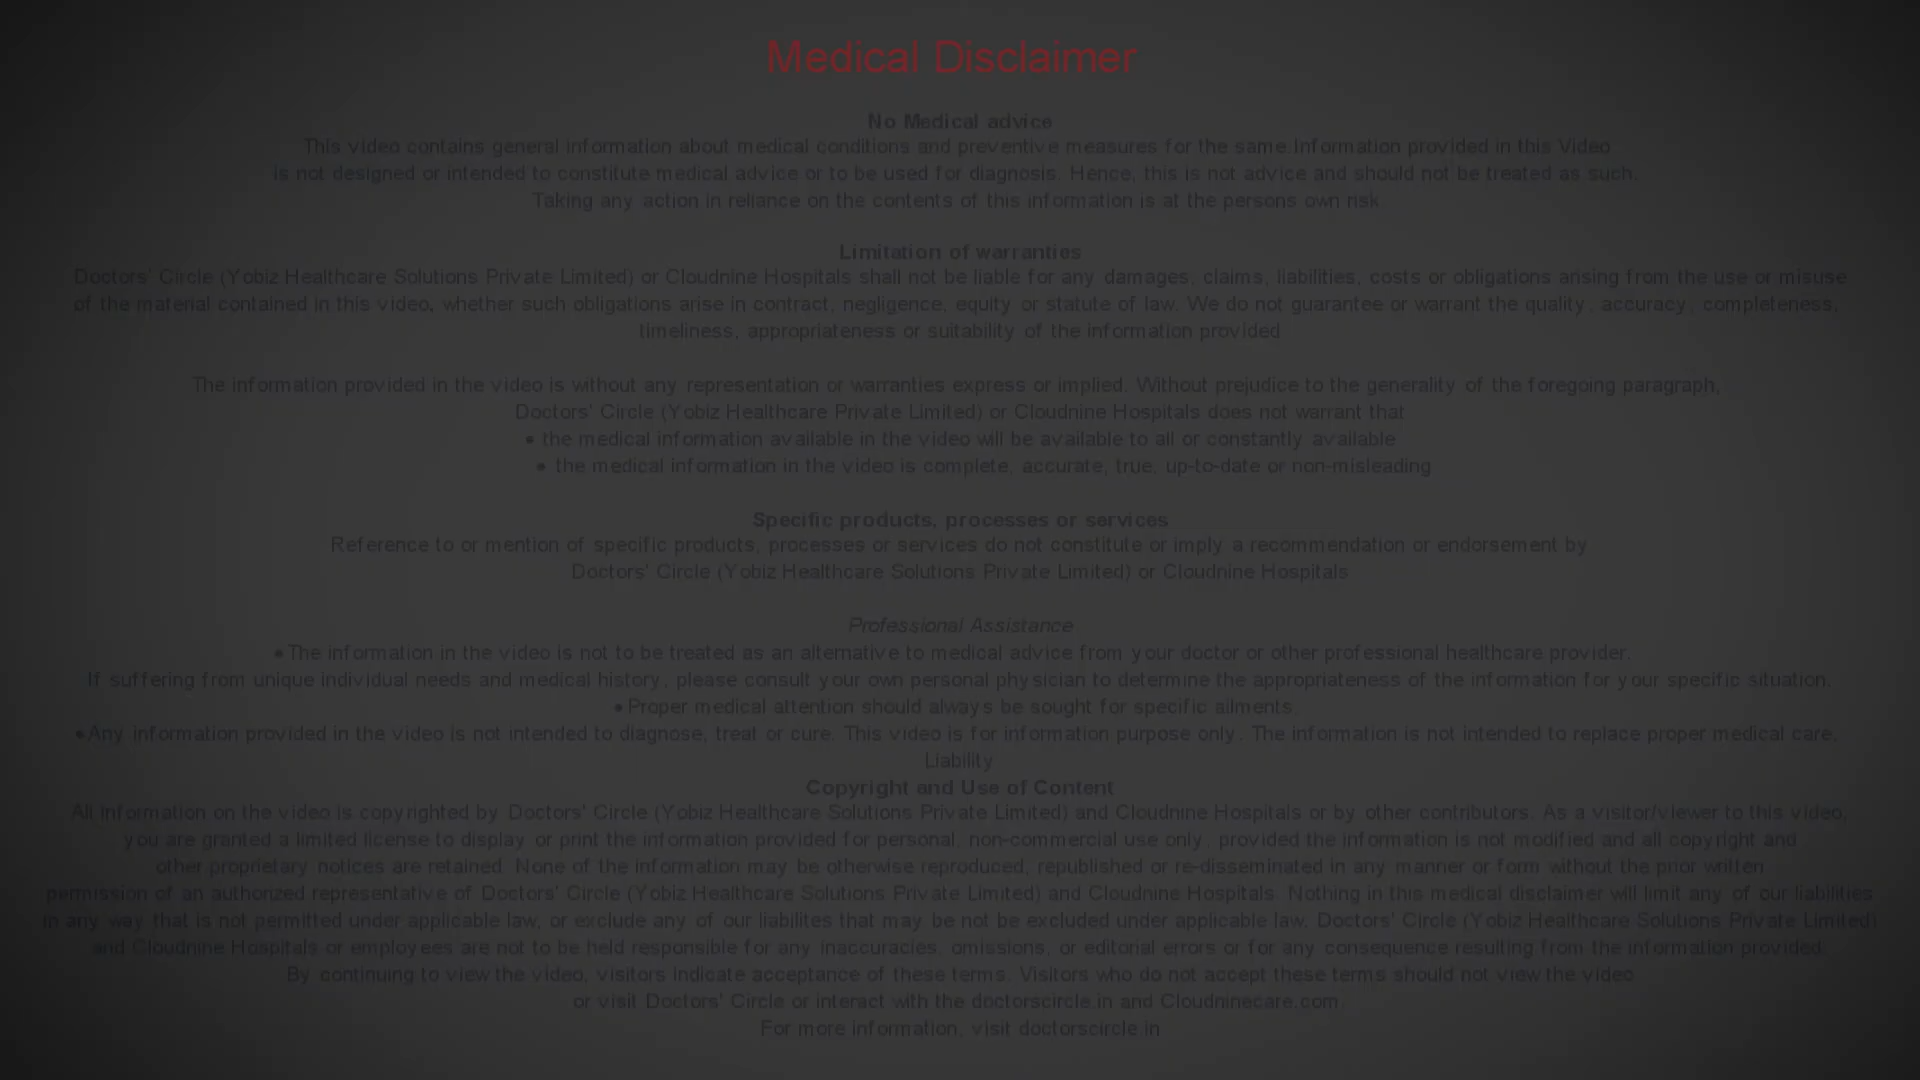 Medical Disclaimer
No Medical advice
This video contains general information about medical conditions and preventive measures for the same.Information provided in this Video
is not designed or intended to constitute medical advice or to be used for diagnosis. Hence, this is not advice and should not be treated as such.
Taking any action in reliance on the contents of this information is at the persons own risk.
Limitation of warranties
Doctors' Circle (Yobiz Healthcare Solutions Private Limited) or Cloudnine Hospitals shall not be liable for any damages, claims, liabilities, costs or obligations arising from the use or misuse
of the material contained in this video, whether such obligations arise in contract, negligence, equity or statute of law. We do not guarantee or warrant the quality, accuracy, completeness,
timeliness, appropriateness or suitability of the information provided.
The information provided in the video is without any representation or warranties express or implied. Without prejudice to the generality of the foregoing paragraph,
Doctors' Circle (Yobiz Healthcare Private Limited) or Cloudnine Hospitals does not warrant that
• the medical information available in the video will be available to all or constantly available
• the medical information in the video is complete, accurate, true, up-to-date or non-misleading
Specific products, processes or services
Reference to or mention of specific products, processes or services do not constitute or imply a recommendation or endorsement by
Doctors' Circle (Yobiz Healthcare Solutions Private Limited) or Cloudnine Hospitals
Professional Assistance
•The information in the video is not to be treated as an alternative to medical advice from your doctor or other professional healthcare provider.
If suffering from unique individual needs and medical history, please consult your own personal physician to determine the appropriateness of the information for your specific situation.
•Proper medical attention should always be sought for specific ailments.
•Any information provided in the video is not intended to diagnose, treat or cure. This video is for information purpose only. The information is not intended to replace proper medical care.
Liability
Copyright and Use of Content
All information on the video is copyrighted by Doctors' Circle (Yobiz Healthcare Solutions Private Limited) and Cloudnine Hospitals or by other contributors. As a visitor/viewer to this video,
you are granted a limited license to display or print the information provided for personal, non-commercial use only, provided the information is not modified and all copyright and
other proprietary notices are retained. None of the information may be otherwise reproduced, republished or re-disseminated in any manner or form without the prior written
permission of an authorized representative of Doctors' Circle (Yobiz Healthcare Solutions Private Limited) and Cloudnine Hospitals. Nothing in this medical disclaimer will limit any of our liabilities
in any way that is not permitted under applicable law, or exclude any of our liabilites that may be not be excluded under applicable law. Doctors' Circle (Yobiz Healthcare Solutions Private Limited)
and Cloudnine Hospitals or employees are not to be held responsible for any inaccuracies, omissions, or editorial errors or for any consequence resulting from the information provided.
By continuing to view the video, visitors indicate acceptance of these terms. Visitors who do not accept these terms should not view the video
or visit Doctors' Circle or interact with the doctorscircle.in and Cloudninecare.com.
For more information, visit doctorscircle.in